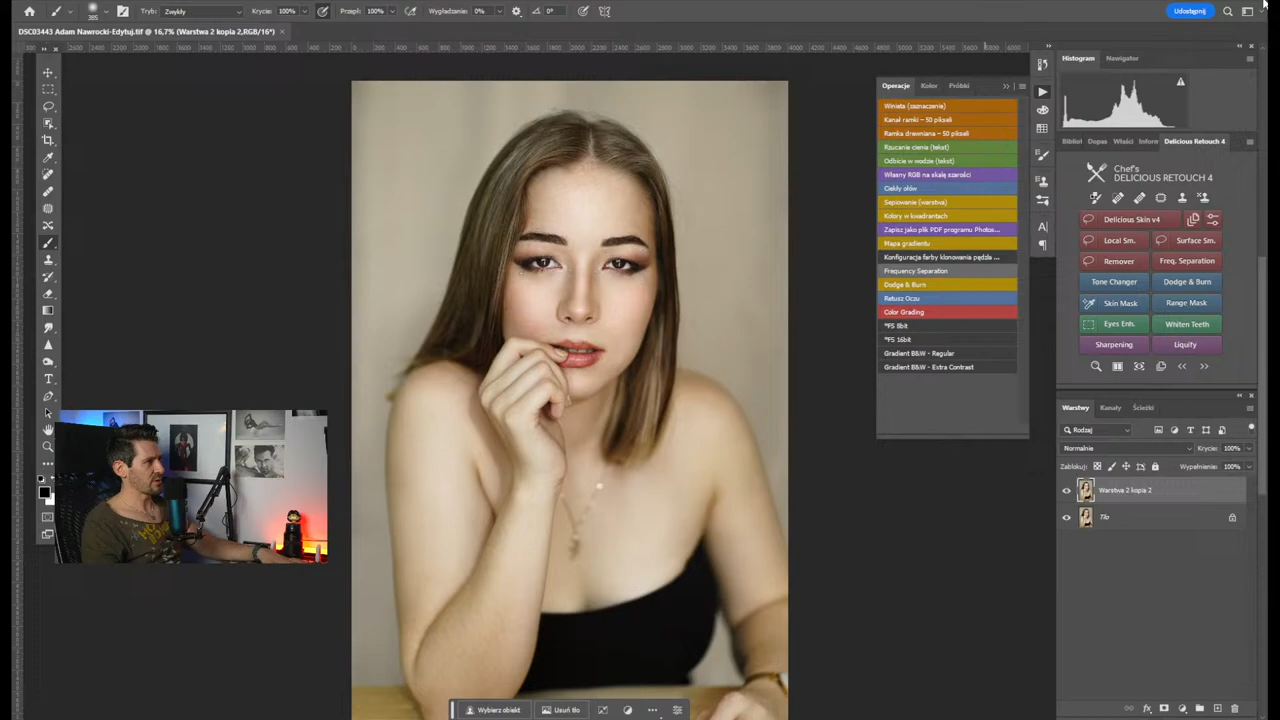 385
Tryb:
Zwykły
Krycie: 100%
Przepł: 100%
Wygładzanie: 0%
0°
Udostępnij
DSC03443 Adam Nawrocki-Edytuj.tif @ 16,7% (Warstwa 2 kopia 2,RGB/16*)
Histogram
Nawigator
Operacje
Kolor
Próbki
Winieta (zaznaczenie)
Kanał ramki – 50 pikseli
Ramka drewniana – 50 pikseli
Rzucanie cienia (tekst)
Odbicie w wodzie (tekst)
Własny RGB na skalę szarości
Ciekły ołów
Sepiowanie (warstwa)
Kolory w kwadrantach
Zapisz jako plik PDF programu Photos...
Mapa gradientu
Konfiguracja farby klonowania pędzla ...
Frequency Separation
Dodge & Burn
Retusz Oczu
Color Grading
*FS 8bit
*FS 16bit
Gradient B&W - Regular
Gradient B&W - Extra Contrast
Bibliot
Dopas
Właści
Inform
Delicious Retouch 4
Chef's
DELICIOUS RETOUCH 4
Delicious Skin v4
Local Sm.
Surface Sm.
Remover
Freq. Separation
Tone Changer
Dodge & Burn
Skin Mask
Range Mask
Eyes Enh.
Whiten Teeth
Sharpening
Liquify
Warstwy
Kanały
Ścieżki
Rodzaj
Normalnie
Krycie: 100%
Zablokuj:
Wypełnienie: 100%
Warstwa 2 kopia 2
Tło
Wybierz obiekt
Usuń tło